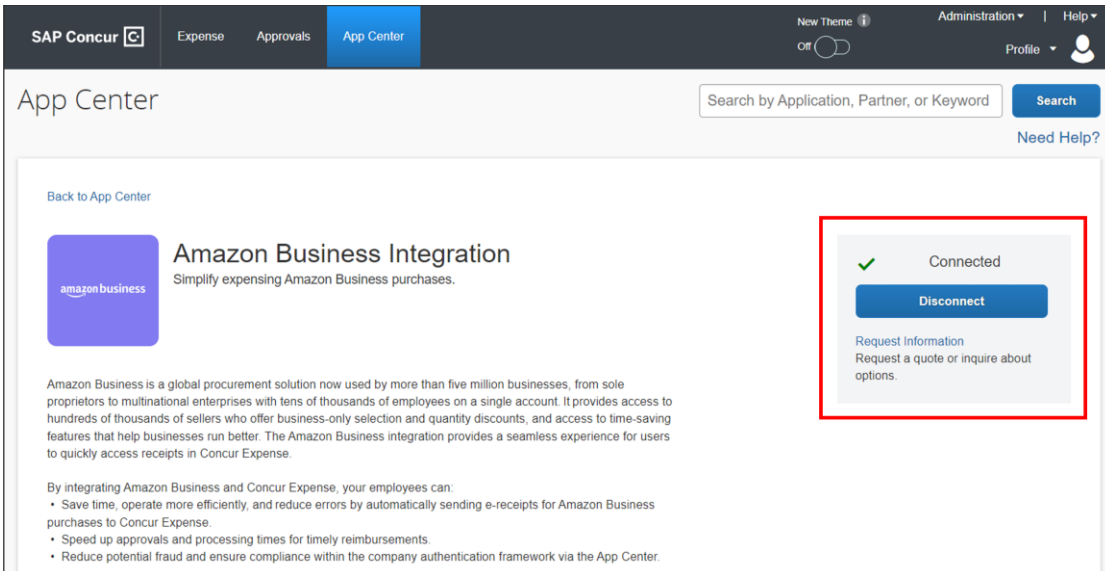 SAP Concur C Expense Approvals App Center New Theme i Administration | Help
Off Profile
App Center Search by Application, Partner, or Keyword Search
Need Help?
Back to App Center
amazon business
Amazon Business Integration
Simplify expensing Amazon Business purchases.
Connected
Disconnect
Request Information
Request a quote or inquire about
options.
Amazon Business is a global procurement solution now used by more than five million businesses, from sole
proprietors to multinational enterprises with tens of thousands of employees on a single account. It provides access to
hundreds of thousands of sellers who offer business-only selection and quantity discounts, and access to time-saving
features that help businesses run better. The Amazon Business integration provides a seamless experience for users
to quickly access receipts in Concur Expense.
By integrating Amazon Business and Concur Expense, your employees can:
• Save time, operate more efficiently, and reduce errors by automatically sending e-receipts for Amazon Business
purchases to Concur Expense.
• Speed up approvals and processing times for timely reimbursements.
• Reduce potential fraud and ensure compliance within the company authentication framework via the App Center.